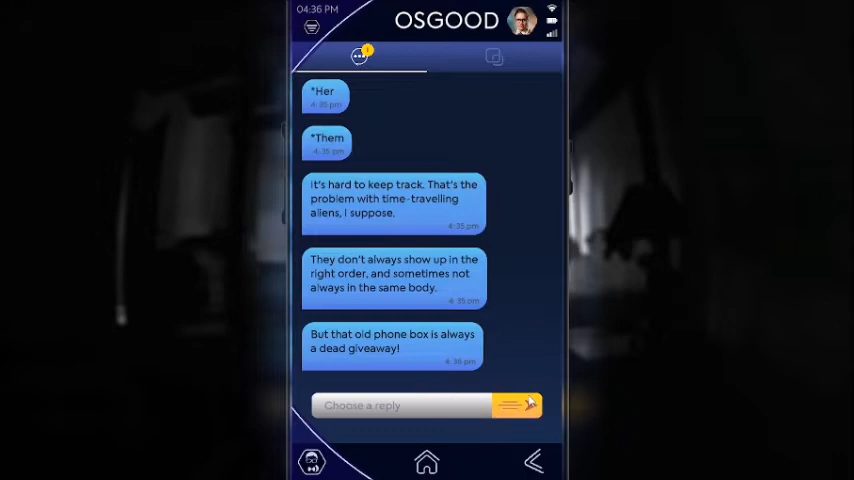 04:36 PM
OSGOOD
*Her
4:35 pm
*Them
4:35 pm
It's hard to keep track. That's the
problem with time-travelling
aliens, I suppose.
4:35 pm
They don't always show up in the
right order, and sometimes not
always in the same body.
4:35 pm
But that old phone box is always
a dead giveaway!
4:36 pm
Choose a reply